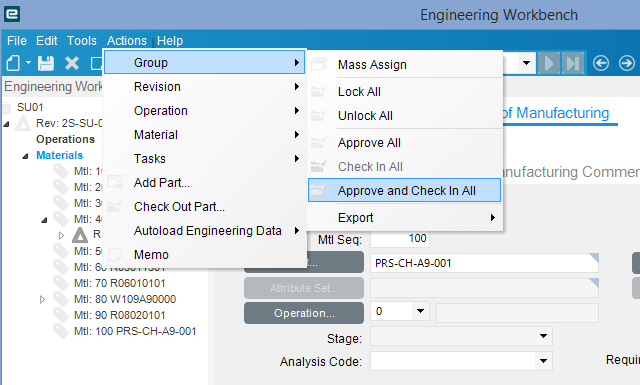 Engineering Workbench
File Edit Tools Actions Help
Engineering Work
SU01
Rev: 2S-SU-0
Operations
Materials
Mtl: 10
Mtl: 20
Mtl: 30
Mtl: 40
R
Mtl: 50
Mtl: 60
Mtl: 70 R06010101
Mtl: 80 W109A90000
Mtl: 90 R08020101
Mtl: 100 PRS-CH-A9-001
Group
Revision
Operation
Material
Tasks
Add Part...
Check Out Part...
Autoload Engineering Data
Memo
Mass Assign
Lock All
Unlock All
Approve All
Check In All
Approve and Check In All
Export
of Manufacturing
nufacturing Comme
Mtl Seq: 100
PRS-CH-A9-001
Attribute Set...
Operation... 0
Stage:
Analysis Code:
Requir